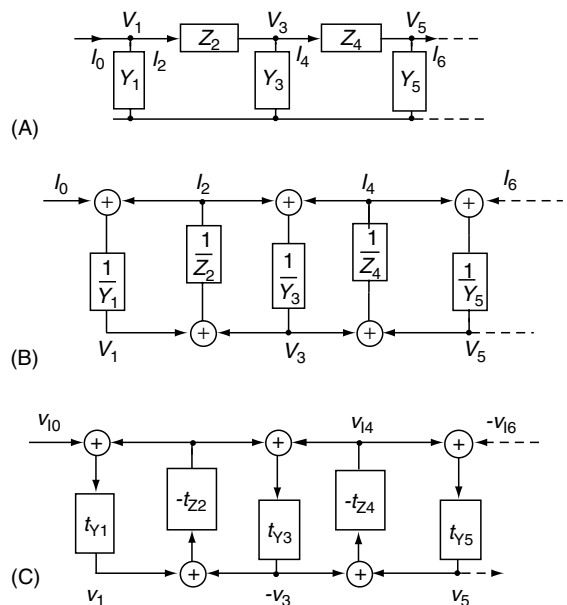 V1 V3 V5
I0 I2 Z2 I4 Z4 I6
Y1 Y3 Y5
(A)
I0 I2 I4 I6
+ + +
1/Y1 1/Z2 1/Y3 1/Z4 1/Y5
+ +
V1 V3 V5
(B)
vI0 vI4 -vI6
+ + +
tY1 -tZ2 tY3 -tZ4 tY5
+ +
(C)
v1 -v3 v5